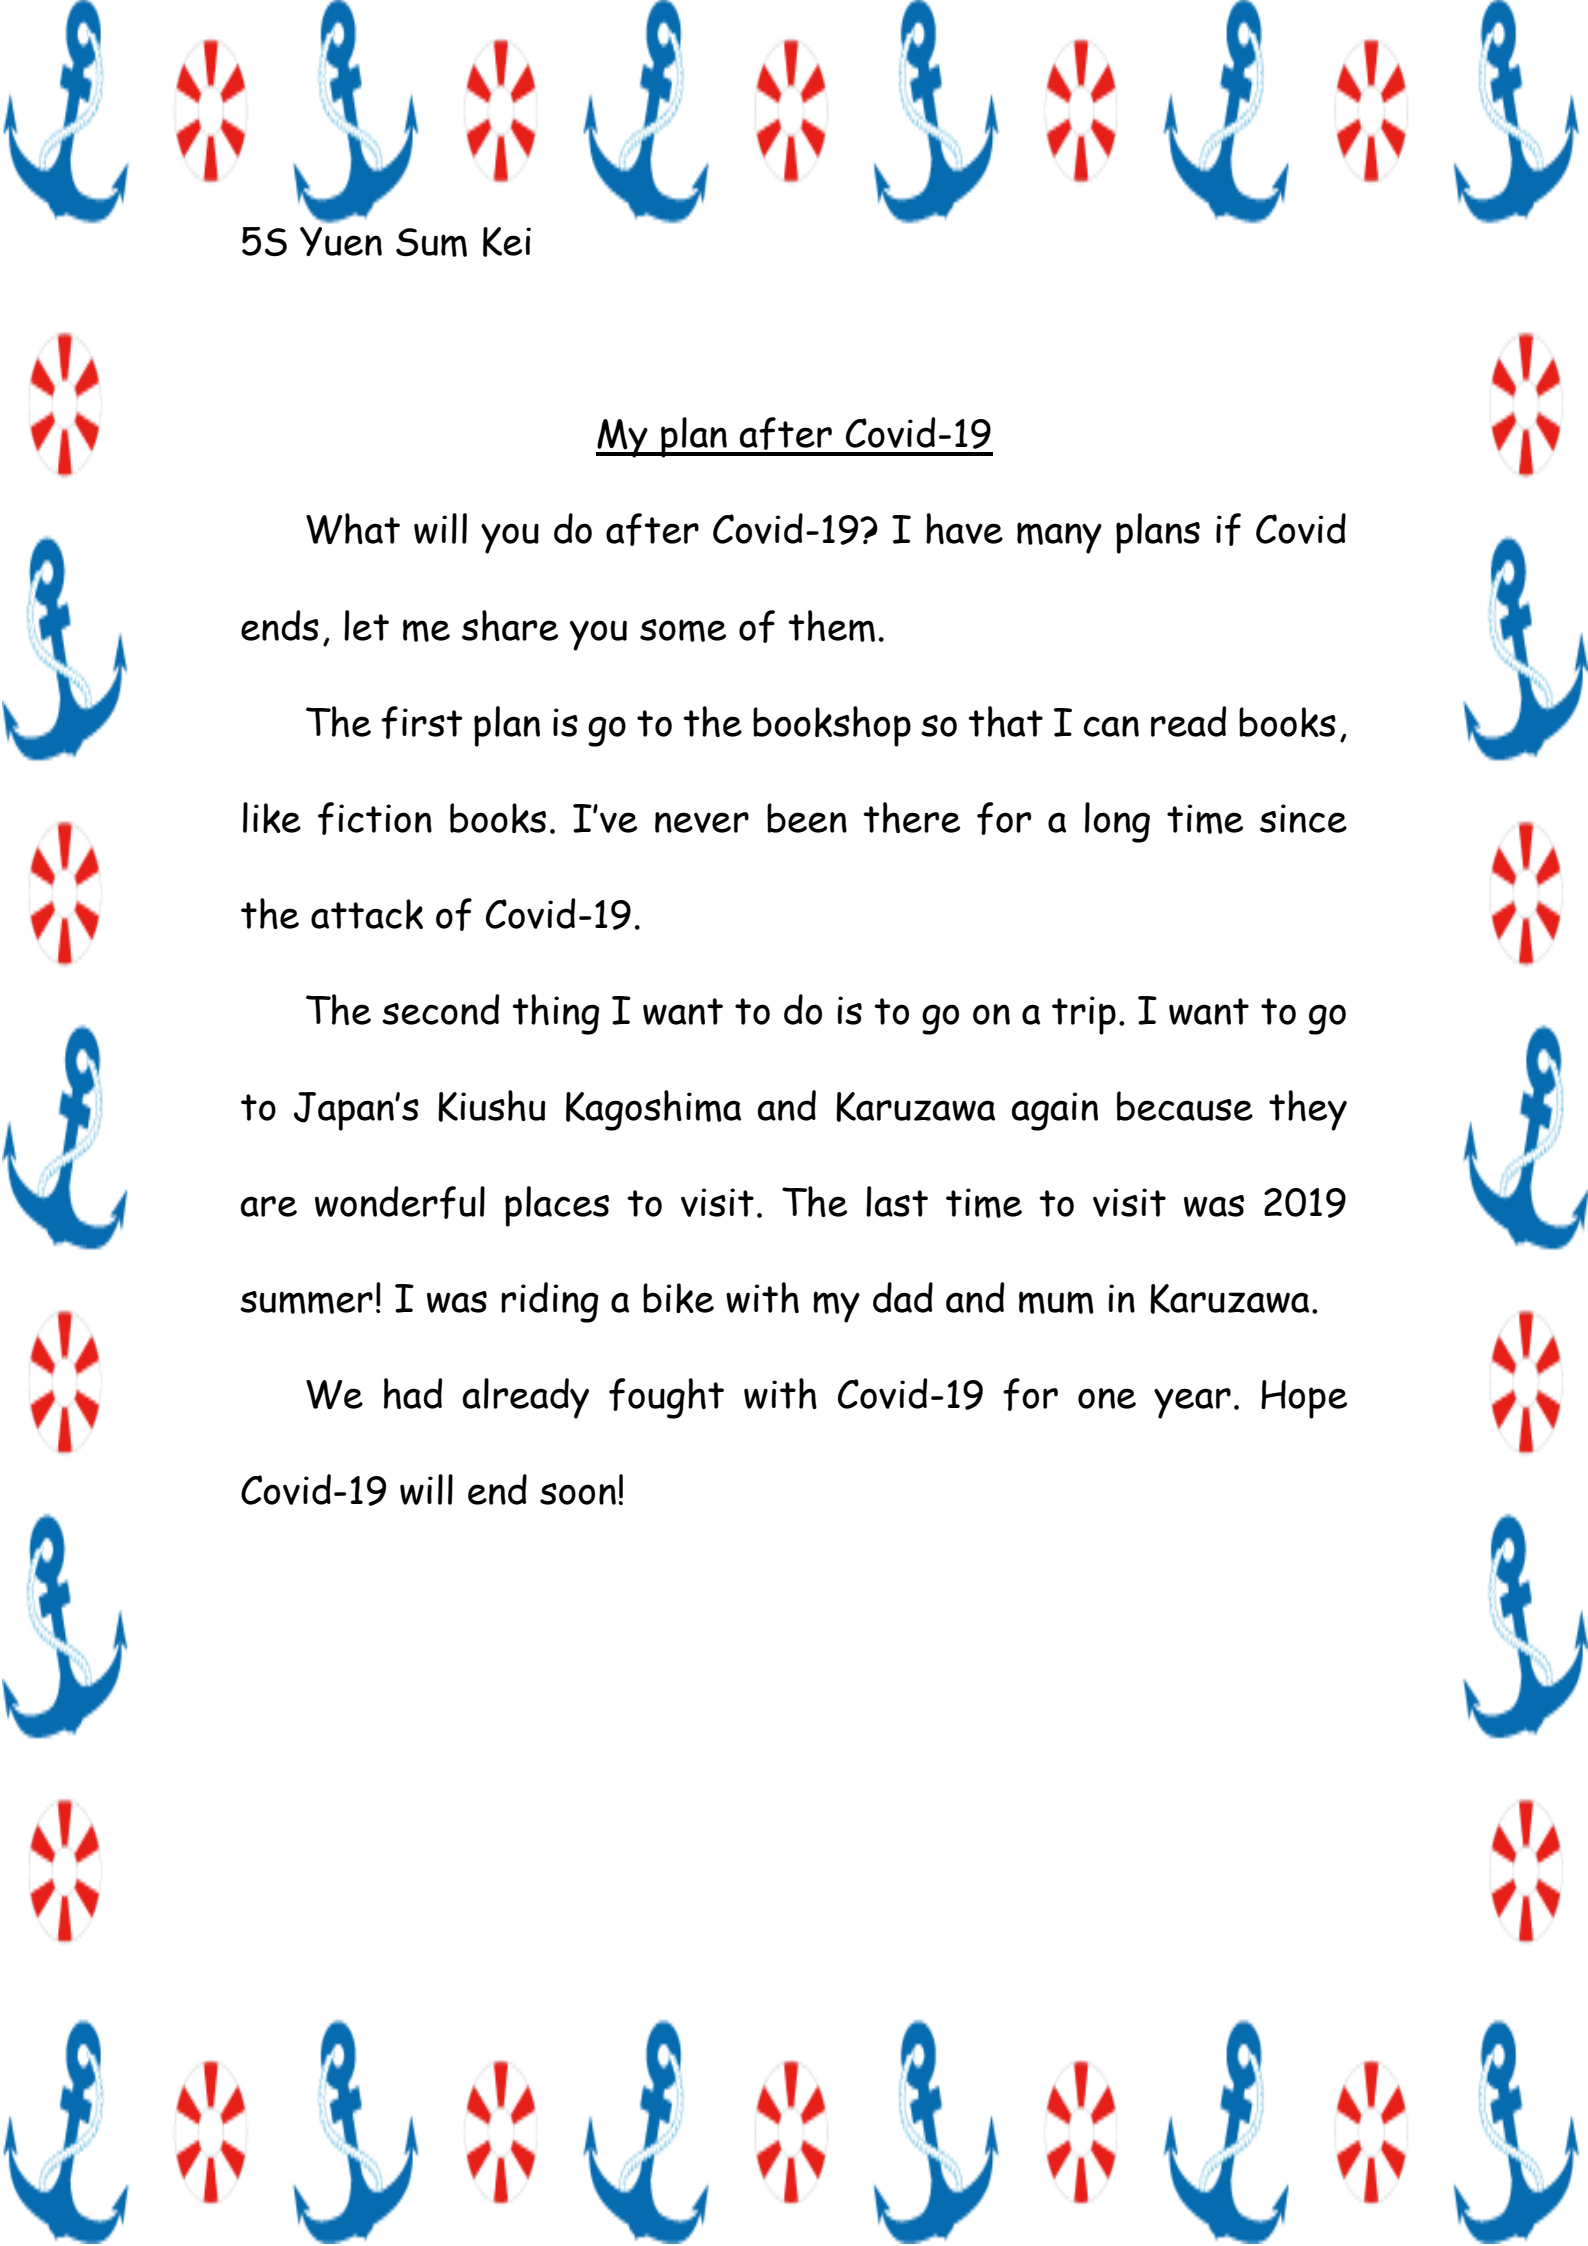 5S Yuen Sum Kei
My plan after Covid-19
What will you do after Covid-19? I have many plans if Covid
ends, let me share you some of them.
The first plan is go to the bookshop so that I can read books,
like fiction books. I’ve never been there for a long time since
the attack of Covid-19.
The second thing I want to do is to go on a trip. I want to go
to Japan’s Kiushu Kagoshima and Karuzawa again because they
are wonderful places to visit. The last time to visit was 2019
summer! I was riding a bike with my dad and mum in Karuzawa.
We had already fought with Covid-19 for one year. Hope
Covid-19 will end soon!